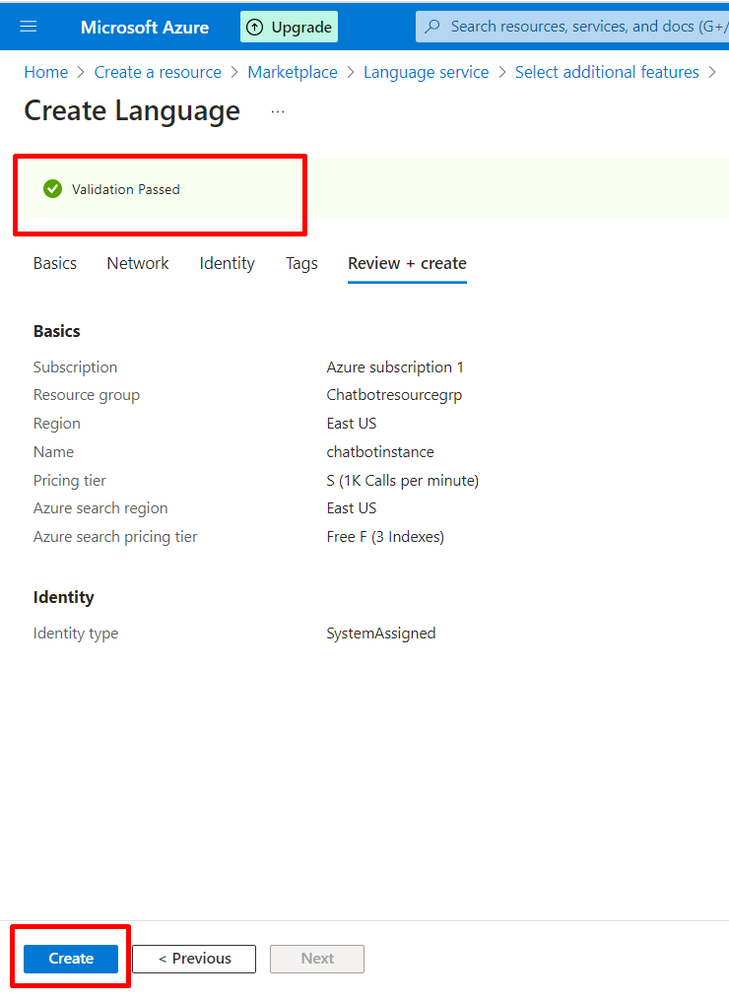 Microsoft Azure Upgrade Search resources, services, and docs (G+/
Home > Create a resource > Marketplace > Language service > Select additional features >
Create Language ...
Validation Passed
Basics Network Identity Tags Review + create
Basics
Subscription Azure subscription 1
Resource group Chatbotresourcegrp
Region East US
Name chatbotinstance
Pricing tier S (1K Calls per minute)
Azure search region East US
Azure search pricing tier Free F (3 Indexes)
Identity
Identity type SystemAssigned
Create < Previous Next